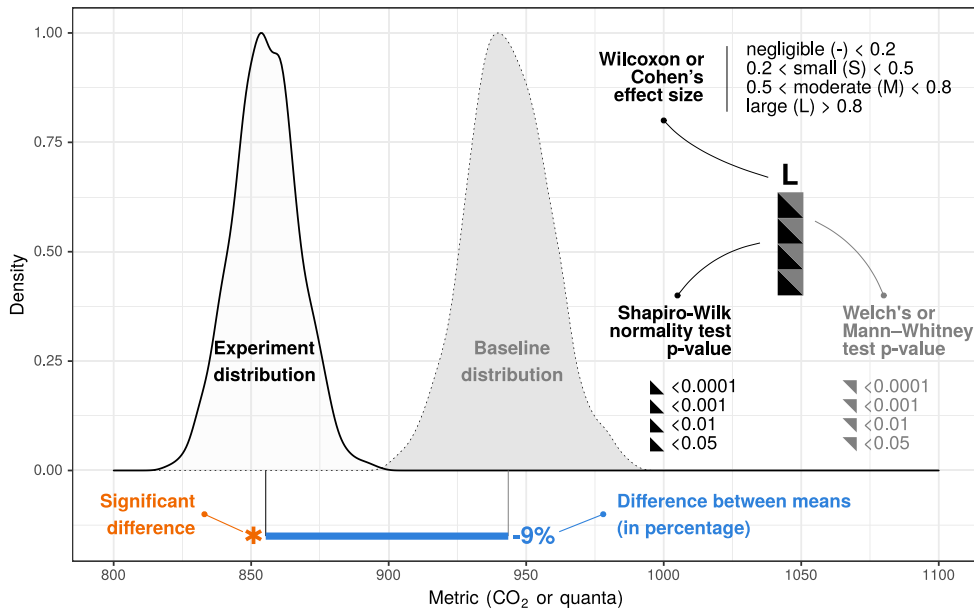 1.00
0.75
0.50
0.25
0.00
Density
Wilcoxon or
Cohen's
effect size
negligible (-) < 0.2
0.2 < small (S) < 0.5
0.5 < moderate (M) < 0.8
large (L) > 0.8
L
Experiment
distribution
Baseline
distribution
Shapiro-Wilk
normality test
p-value
<0.0001
<0.001
<0.01
<0.05
Welch's or
Mann–Whitney
test p-value
<0.0001
<0.001
<0.01
<0.05
Significant
difference
*
-9%
Difference between means
(in percentage)
800
850
900
950
1000
1050
1100
Metric (CO₂ or quanta)